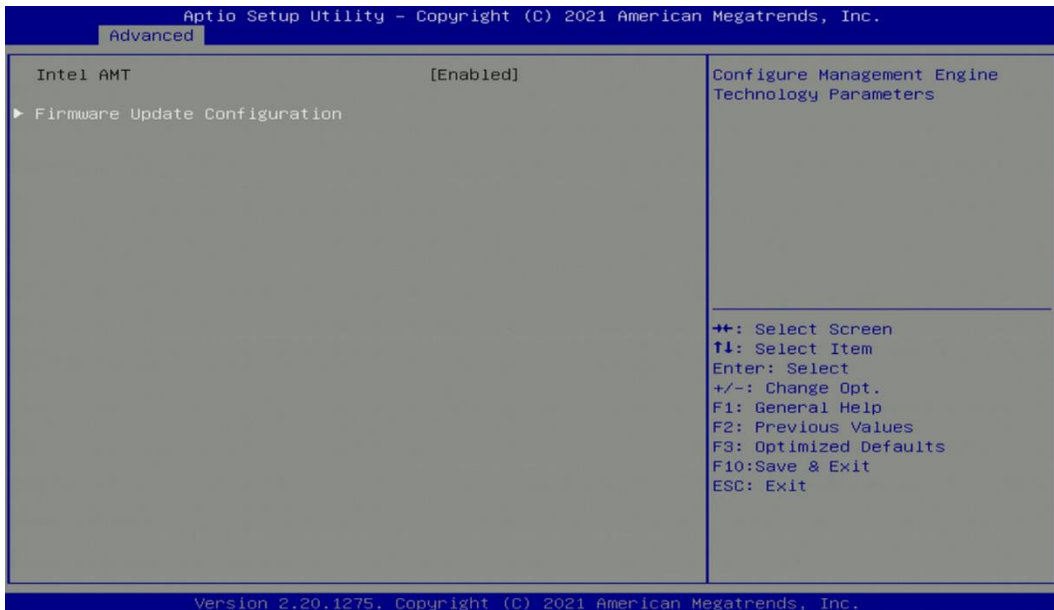 Aptio Setup Utility – Copyright (C) 2021 American Megatrends, Inc.
Advanced
Intel AMT [Enabled]
► Firmware Update Configuration
Configure Management Engine
Technology Parameters
→←: Select Screen
↑↓: Select Item
Enter: Select
+/-: Change Opt.
F1: General Help
F2: Previous Values
F3: Optimized Defaults
F10:Save & Exit
ESC: Exit
Version 2.20.1275. Copyright (C) 2021 American Megatrends, Inc.